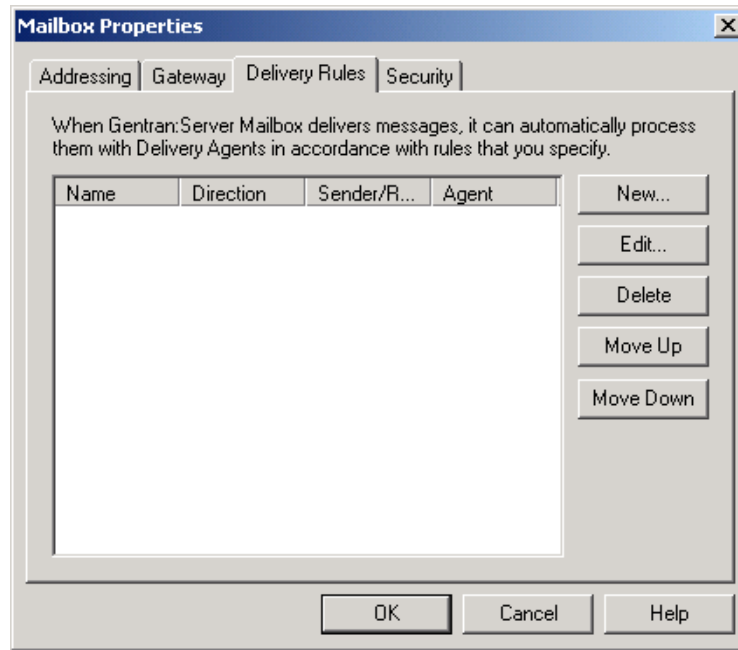 Mailbox Properties
Addressing Gateway Delivery Rules Security
When Gentran:Server Mailbox delivers messages, it can automatically process
them with Delivery Agents in accordance with rules that you specify.
Name Direction Sender/R... Agent
New...
Edit...
Delete
Move Up
Move Down
OK Cancel Help